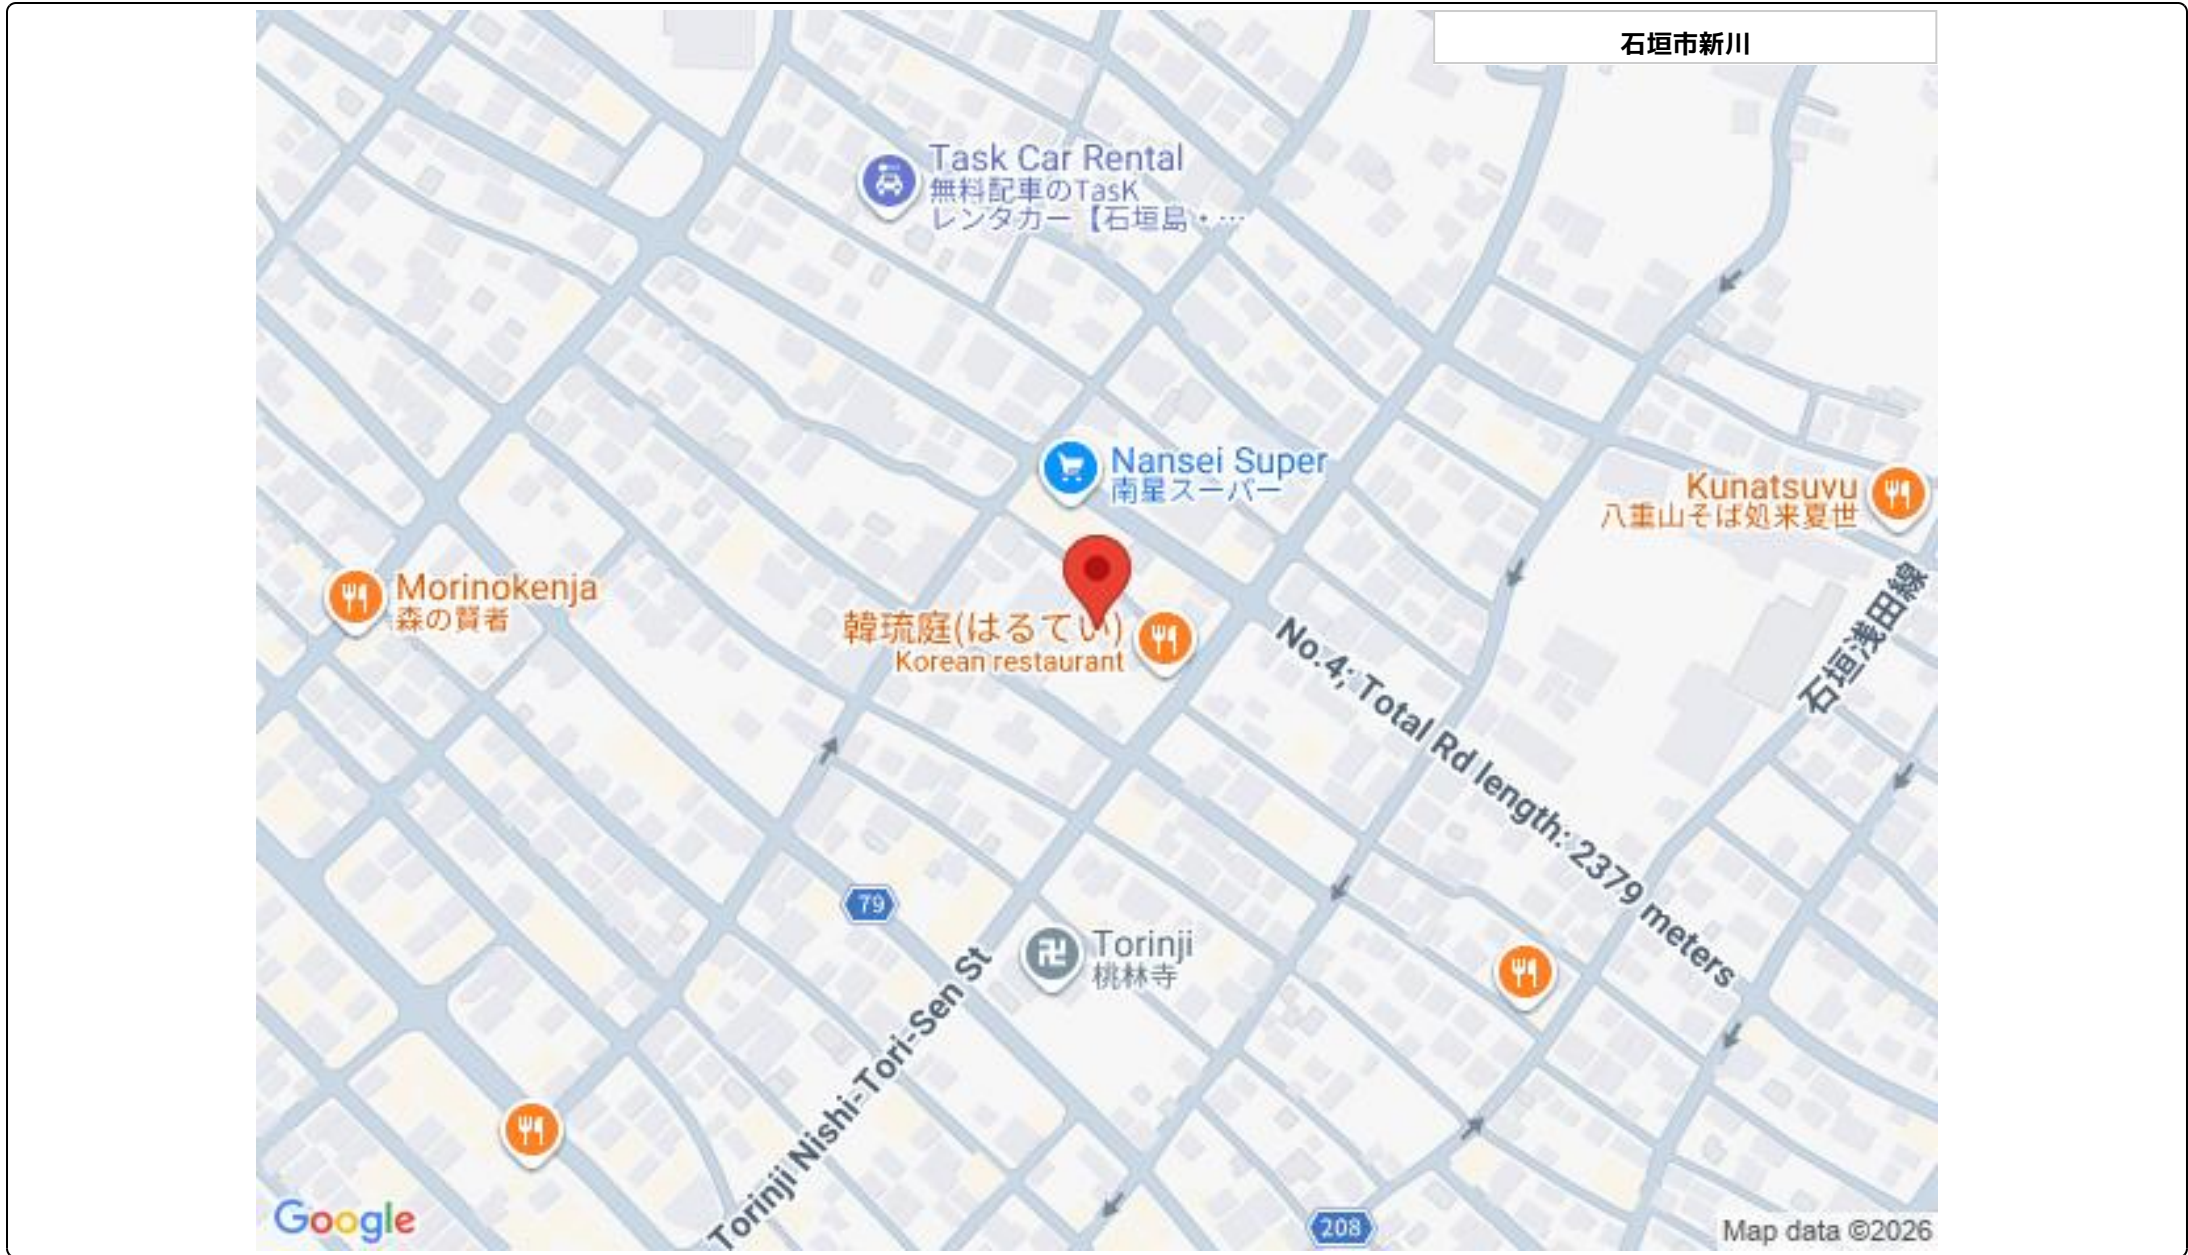 石垣市新川
Task Car Rental
無料配車のTasK
レンタカー【石垣島・…
Nansei Super
南星スーパー
Kunatsuvu
八重山そば処来夏世
石垣浅田線
Morinokenja
森の賢者
韓琉庭(はるてい)
Korean restaurant
No.4; Total Rd length: 2379 meters
79
Torinji
桃林寺
Torinji Nishi-Tori-Sen St
208
Google
Map data ©2026